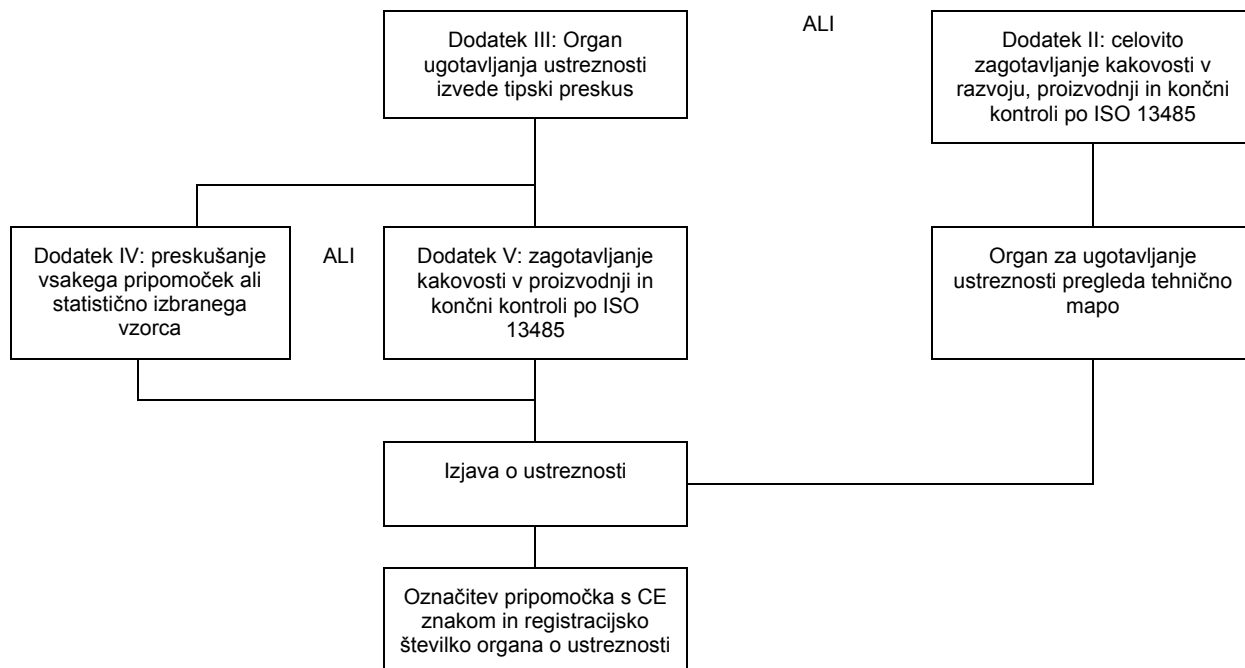 ALI
Dodatek III: Organ
ugotavljanja ustreznosti
izvede tipski preskus
Dodatek II: celovito
zagotavljanje kakovosti v
razvoju, proizvodnji in končni
kontroli po ISO 13485
Dodatek IV: preskušanje
vsakega pripomoček ali
statistično izbranega
vzorca
ALI
Dodatek V: zagotavljanje
kakovosti v proizvodnji in
končni kontroli po ISO
13485
Organ za ugotavljanje
ustreznosti pregleda tehnično
mapo
Izjava o ustreznosti
Označitev pripomočka s CE
znakom in registracijsko
številko organa o ustreznosti